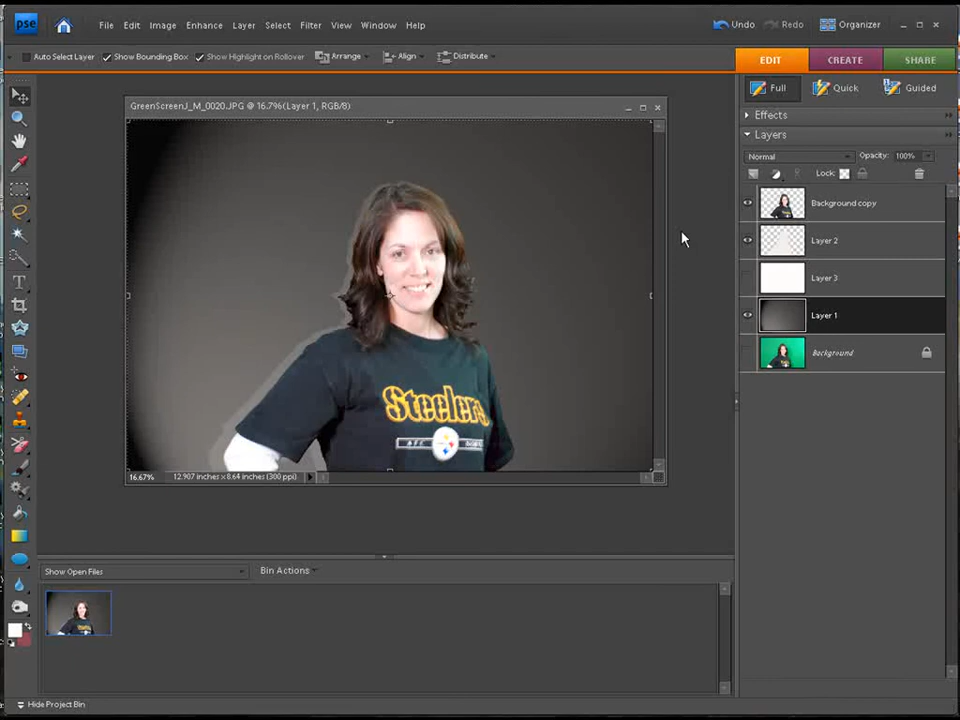 pse File Edit Image Enhance Layer Select Filter View Window Help Undo Redo Organizer
Auto Select Layer Show Bounding Box Show Highlight on Rollover Arrange Align Distribute EDIT CREATE SHARE
Full Quick Guided
GreenScreenJ_M_0020.JPG @ 16.7%(Layer 1, RGB/8)
Effects
Layers
Normal Opacity: 100%
Lock:
Background copy
Layer 2
Layer 3
Layer 1
Background
Steelers
16.67% 12.907 inches x 8.64 inches (300 ppi)
Show Open Files Bin Actions
Hide Project Bin